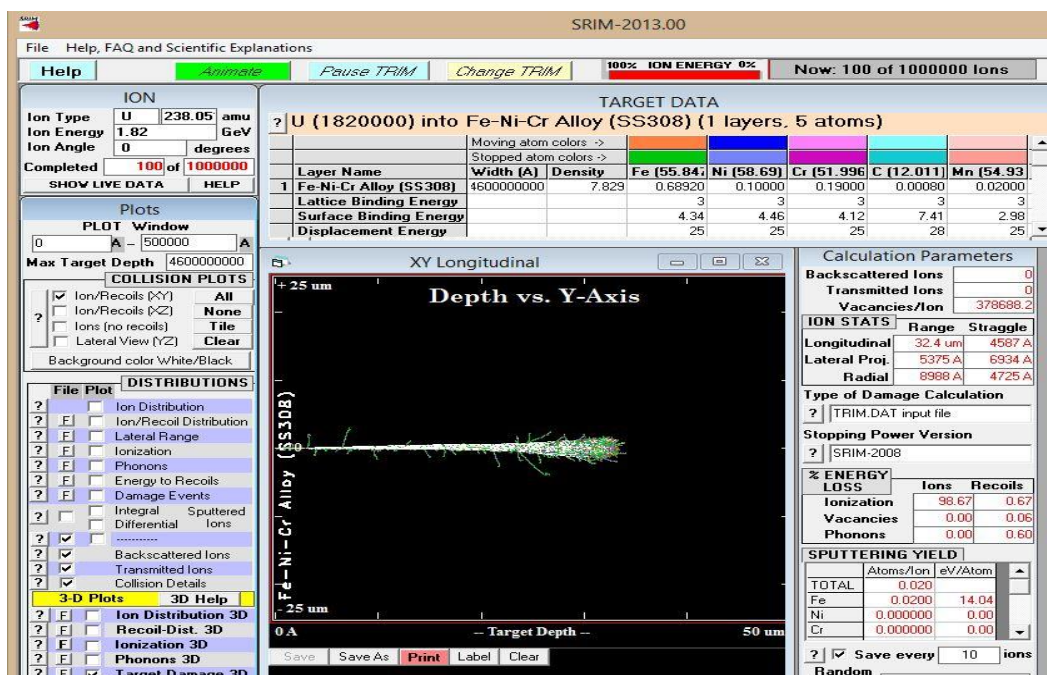 SRIM
SRIM-2013.00
File Help, FAQ and Scientific Explanations
Help Animate Pause TRIM Change TRIM 100% ION ENERGY 0% Now: 100 of 1000000 Ions
ION
Ion Type U 238.05 amu
Ion Energy 1.82 GeV
Ion Angle 0 degrees
Completed 100 of 1000000
SHOW LIVE DATA HELP
TARGET DATA
? U (1820000) into Fe-Ni-Cr Alloy (SS308) (1 layers, 5 atoms)
Moving atom colors ->
Stopped atom colors ->
Layer Name Width (A) Density Fe (55.847 Ni (58.69) Cr (51.996 C (12.011) Mn (54.93
1 Fe-Ni-Cr Alloy (SS308) 4600000000 7.829 0.68920 0.10000 0.19000 0.00080 0.02000
Lattice Binding Energy 3 3 3 3 3
Surface Binding Energy 4.34 4.46 4.12 7.41 2.98
Displacement Energy 25 25 25 28 25
Plots
PLOT Window
0 A - 500000 A
Max Target Depth 4600000000
COLLISION PLOTS
Ion/Recoils (XY) All
Ion/Recoils (XZ) None
? Ions (no recoils) Tile
Lateral View (YZ) Clear
Background color White/Black
DISTRIBUTIONS
File Plot
? Ion Distribution
? F Ion/Recoil Distribution
? F Lateral Range
? F Ionization
? F Phonons
? F Energy to Recoils
? F Damage Events
? Integral Sputtered
Differential Ions
? ----------
? Backscattered Ions
? Transmitted Ions
? Collision Details
3-D Plots 3D Help
? F Ion Distribution 3D
? F Recoil-Dist. 3D
? F Ionization 3D
? F Phonons 3D
? F Target Damage 3D
XY Longitudinal
+ 25 um
Depth vs. Y-Axis
Fe-Ni-Cr Alloy (SS308)
0
- 25 um
0 A -- Target Depth -- 50 um
Save Save As Print Label Clear
Calculation Parameters
Backscattered Ions 0
Transmitted Ions 0
Vacancies/Ion 378688.2
ION STATS Range Straggle
Longitudinal 32.4 um 4587 A
Lateral Proj. 5375 A 6934 A
Radial 8988 A 4725 A
Type of Damage Calculation
? TRIM.DAT input file
Stopping Power Version
? SRIM-2008
% ENERGY LOSS Ions Recoils
Ionization 98.67 0.67
Vacancies 0.00 0.06
Phonons 0.00 0.60
SPUTTERING YIELD
Atoms/Ion eV/Atom
TOTAL 0.020
Fe 0.0200 14.04
Ni 0.000000 0.00
Cr 0.000000 0.00
? Save every 10 ions
Random